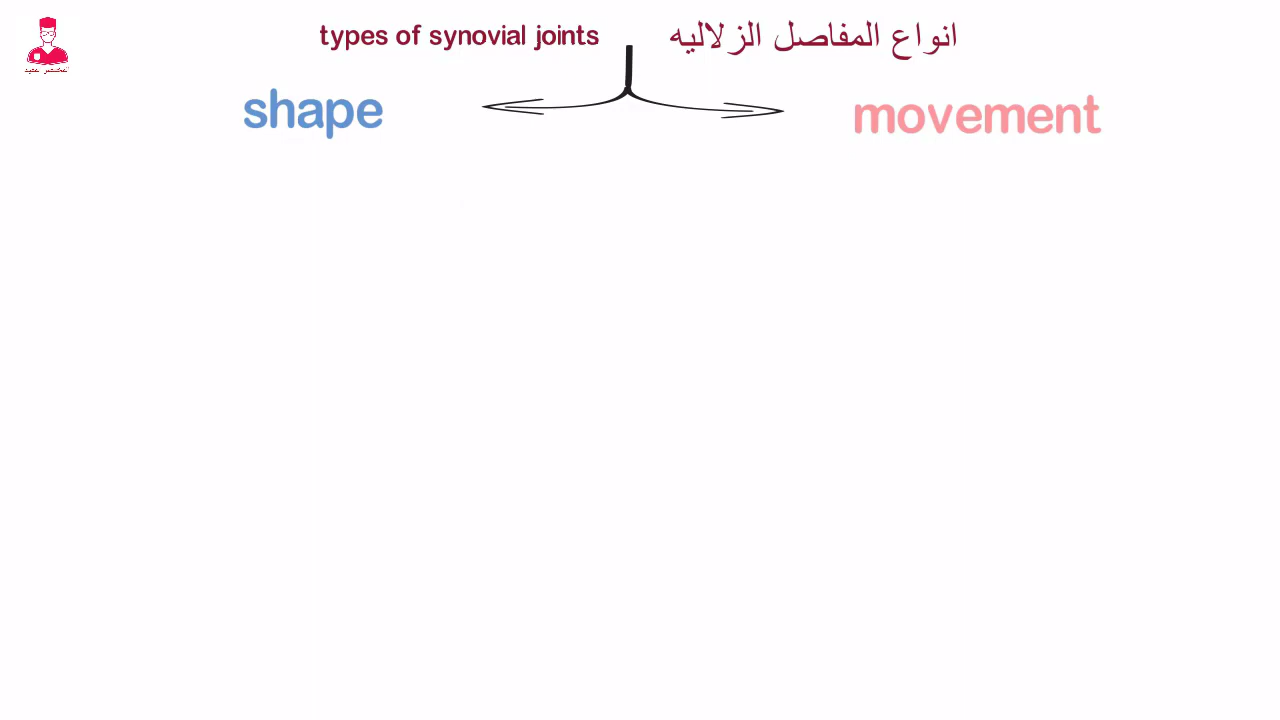 types of synovial joints انواع المفاصل الزلاليه
shape
movement